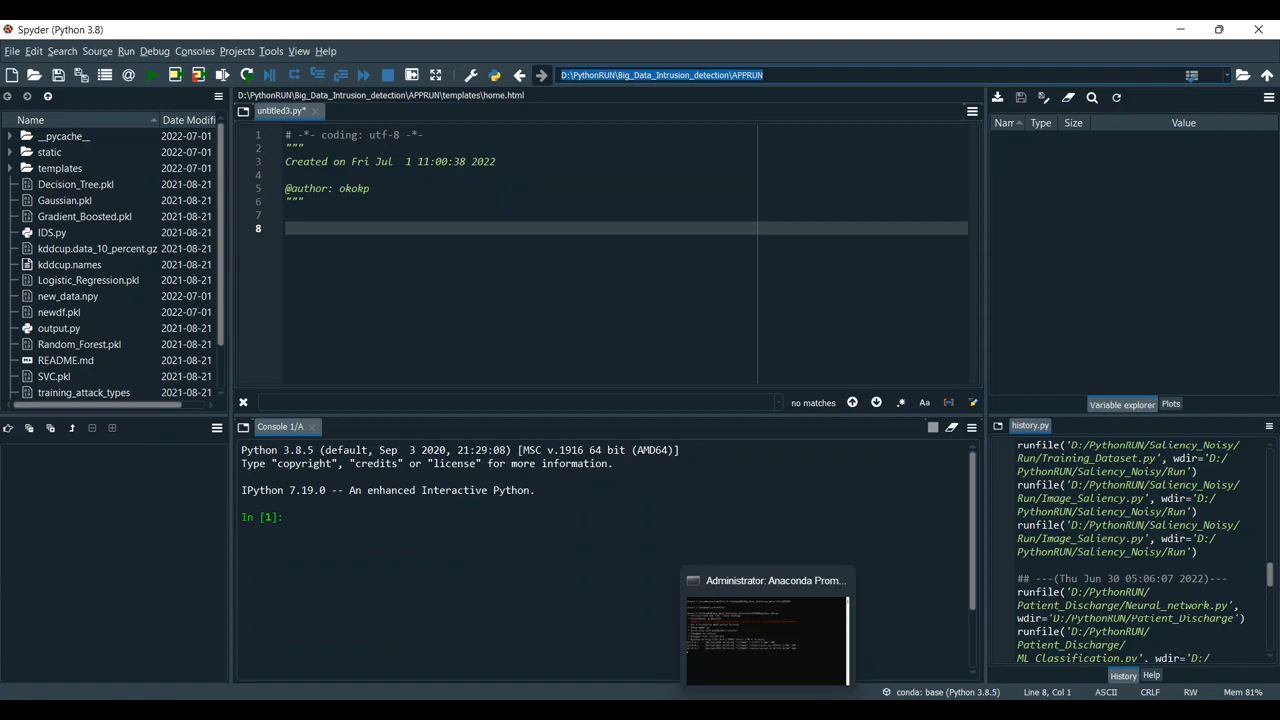 Spyder (Python 3.8)
File Edit Search Source Run Debug Consoles Projects Tools View Help
D:\PythonRUN\Big_Data_Intrusion_detection\APPRUN
D:\PythonRUN\Big_Data_Intrusion_detection\APPRUN\templates\home.html
Name Date Modifi
__pycache__ 2022-07-01
static 2022-07-01
templates 2022-07-01
Decision_Tree.pkl 2021-08-21
Gaussian.pkl 2021-08-21
Gradient_Boosted.pkl 2021-08-21
IDS.py 2021-08-21
kddcup.data_10_percent.gz 2021-08-21
kddcup.names 2021-08-21
Logistic_Regression.pkl 2021-08-21
new_data.npy 2022-07-01
newdf.pkl 2022-07-01
output.py 2021-08-21
Random_Forest.pkl 2021-08-21
README.md 2021-08-21
SVC.pkl 2021-08-21
training_attack_types 2021-08-21
untitled3.py*
1 # -*- coding: utf-8 -*-
2 """
3 Created on Fri Jul  1 11:00:38 2022
4
5 @author: okokp
6 """
7
8
no matches
Aa
Console 1/A
Python 3.8.5 (default, Sep  3 2020, 21:29:08) [MSC v.1916 64 bit (AMD64)]
Type "copyright", "credits" or "license" for more information.
IPython 7.19.0 -- An enhanced Interactive Python.
In [1]:
Administrator: Anaconda Prom...
Nam Type Size Value
Variable explorer Plots
history.py
runfile('D:/PythonRUN/Saliency_Noisy/
Run/Training_Dataset.py', wdir='D:/
PythonRUN/Saliency_Noisy/Run')
runfile('D:/PythonRUN/Saliency_Noisy/
Run/Image_Saliency.py', wdir='D:/
PythonRUN/Saliency_Noisy/Run')
runfile('D:/PythonRUN/Saliency_Noisy/
Run/Image_Saliency.py', wdir='D:/
PythonRUN/Saliency_Noisy/Run')
## ---(Thu Jun 30 05:06:07 2022)---
runfile('D:/PythonRUN/
Patient_Discharge/Neural_network.py',
wdir='D:/PythonRUN/Patient_Discharge')
runfile('D:/PythonRUN/
Patient_Discharge/
ML_Classification.py', wdir='D:/
History Help
conda: base (Python 3.8.5) Line 8, Col 1 ASCII CRLF RW Mem 81%